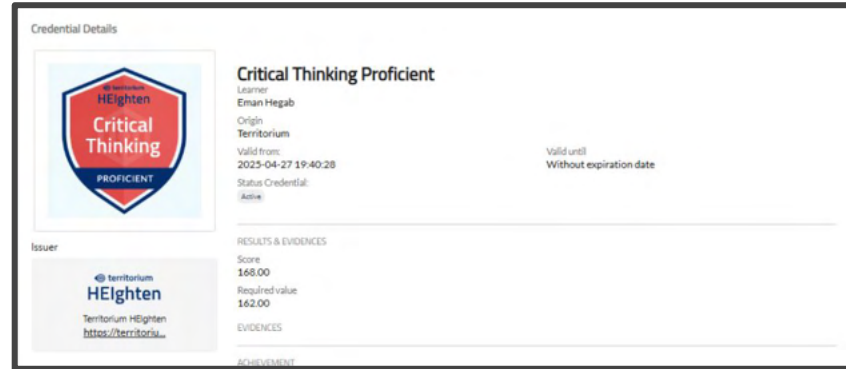 Credential Details
territorium
HEIghten
Critical
Thinking
PROFICIENT
Issuer
territorium
HEIghten
Territorium HEIghten
https://territoriu...
Critical Thinking Proficient
Learner
Eman Hegab
Origin
Territorium
Valid from:
2025-04-27 19:40:28
Valid until
Without expiration date
Status Credential:
Active
RESULTS & EVIDENCES
Score
168.00
Required value
162.00
EVIDENCES
ACHIEVEMENT